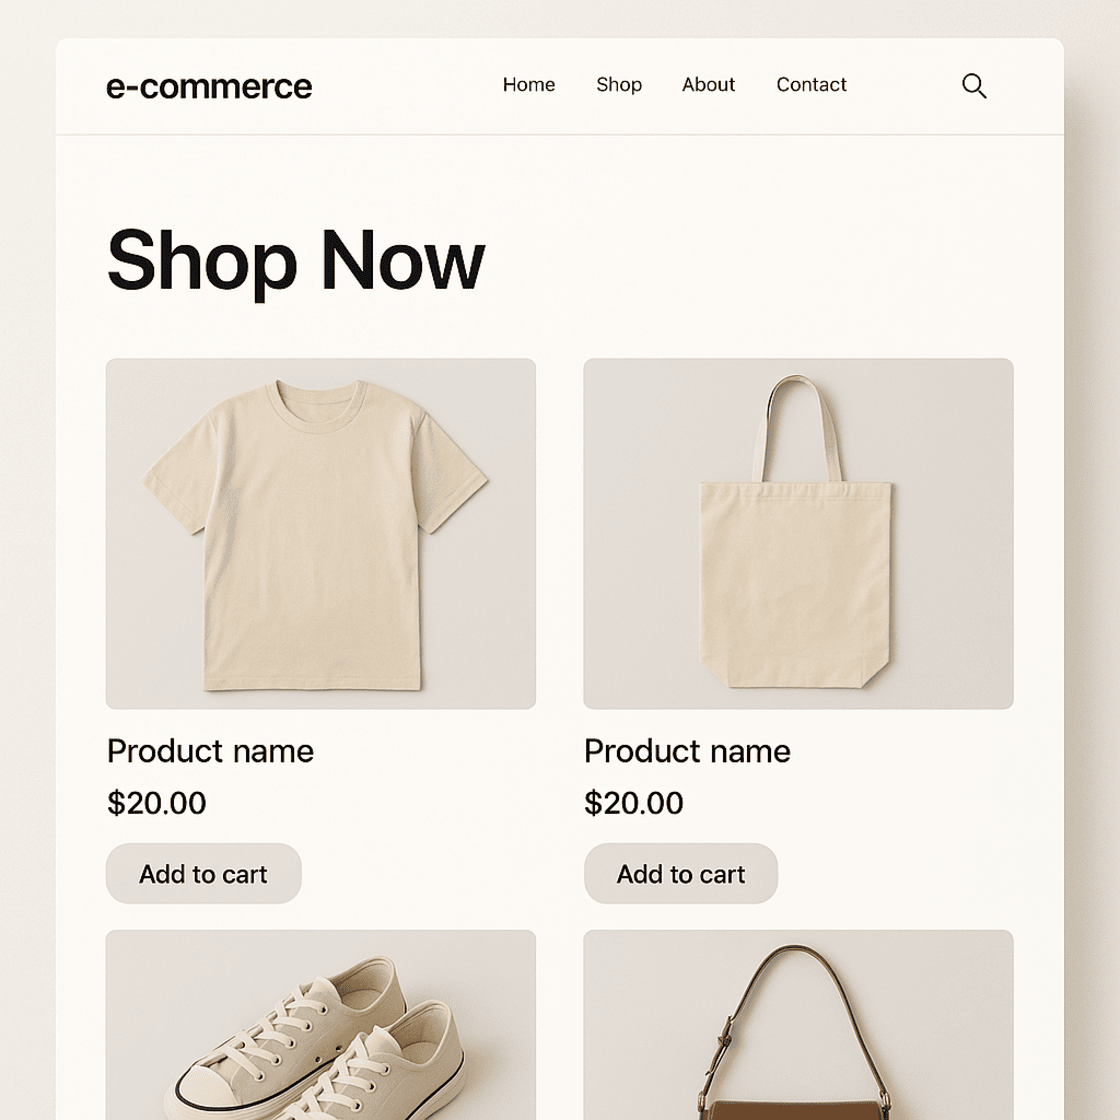 e-commerce
Home Shop About Contact
Shop Now
Product name
$20.00
Add to cart
Product name
$20.00
Add to cart